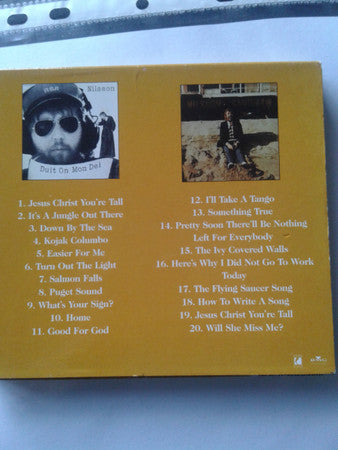 Nilsson
RCA
Duit On Mon Dei
1. Jesus Christ You're Tall
2. It's A Jungle Out There
3. Down By The Sea
4. Kojak Columbo
5. Easier For Me
6. Turn Out The Light
7. Salmon Falls
8. Puget Sound
9. What's Your Sign?
10. Home
11. Good For God
12. I'll Take A Tango
13. Something True
14. Pretty Soon There'll Be Nothing
Left For Everybody
15. The Ivy Covered Walls
16. Here's Why I Did Not Go To Work
Today
17. The Flying Saucer Song
18. How To Write A Song
19. Jesus Christ You're Tall
20. Will She Miss Me?
BMG